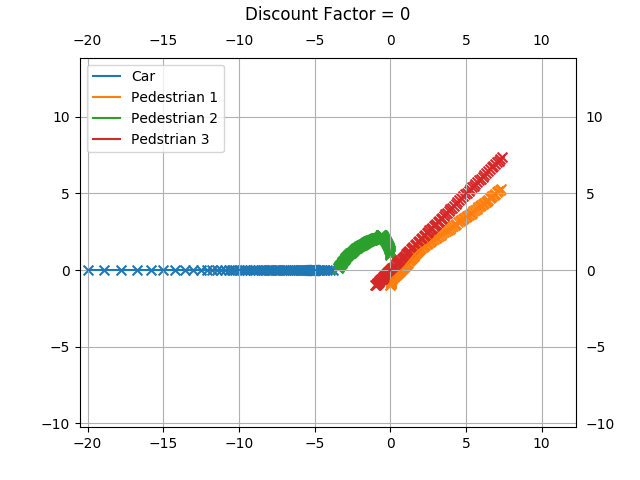 Discount Factor = 0
−20 −15 −10 −5 0 5 10
Car
Pedestrian 1
Pedestrian 2
Pedstrian 3
10 10
5 5
0 0
−5 −5
−10 −10
−20 −15 −10 −5 0 5 10